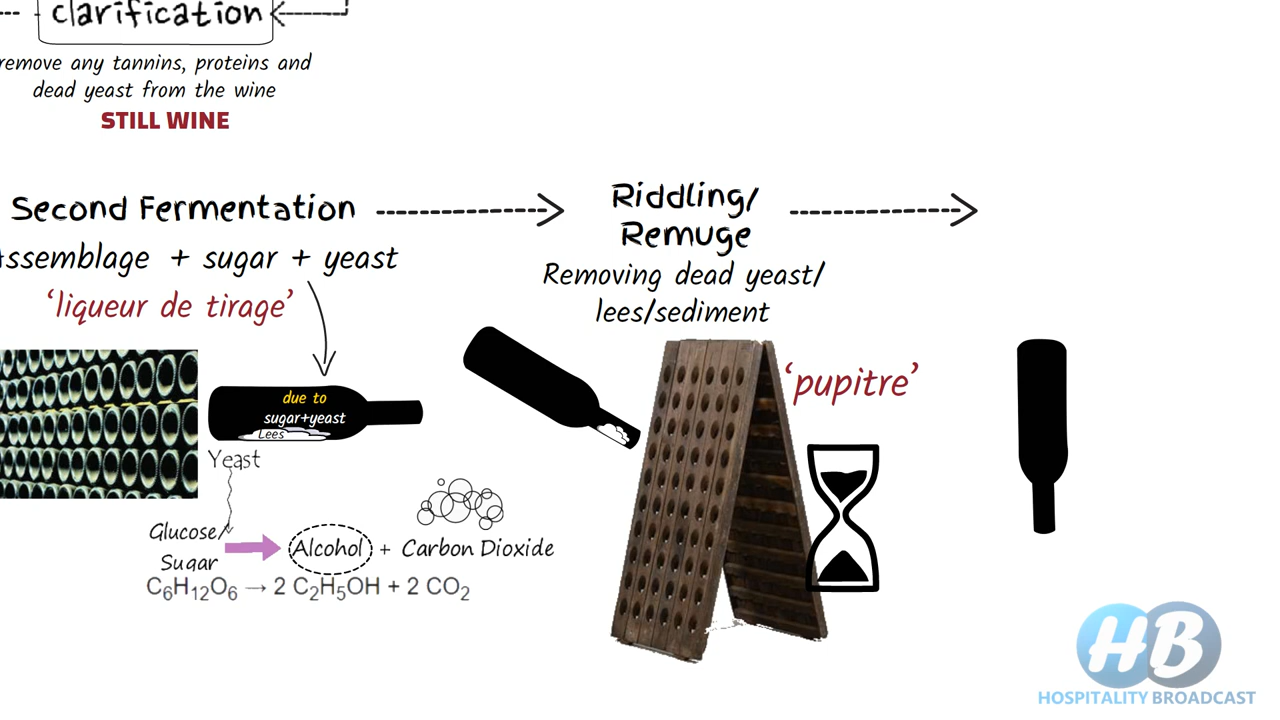 clarification
remove any tannins, proteins and
dead yeast from the wine
STILL WINE
Second Fermentation
Assemblage + sugar + yeast
‘liqueur de tirage’
due to
sugar+yeast
Lees
Yeast
Glucose/
Sugar
Alcohol + Carbon Dioxide
C₆H₁₂O₆ → 2 C₂H₅OH + 2 CO₂
Riddling/
Remuge
Removing dead yeast/
lees/sediment
‘pupitre’
HB
HOSPITALITY BROADCAST